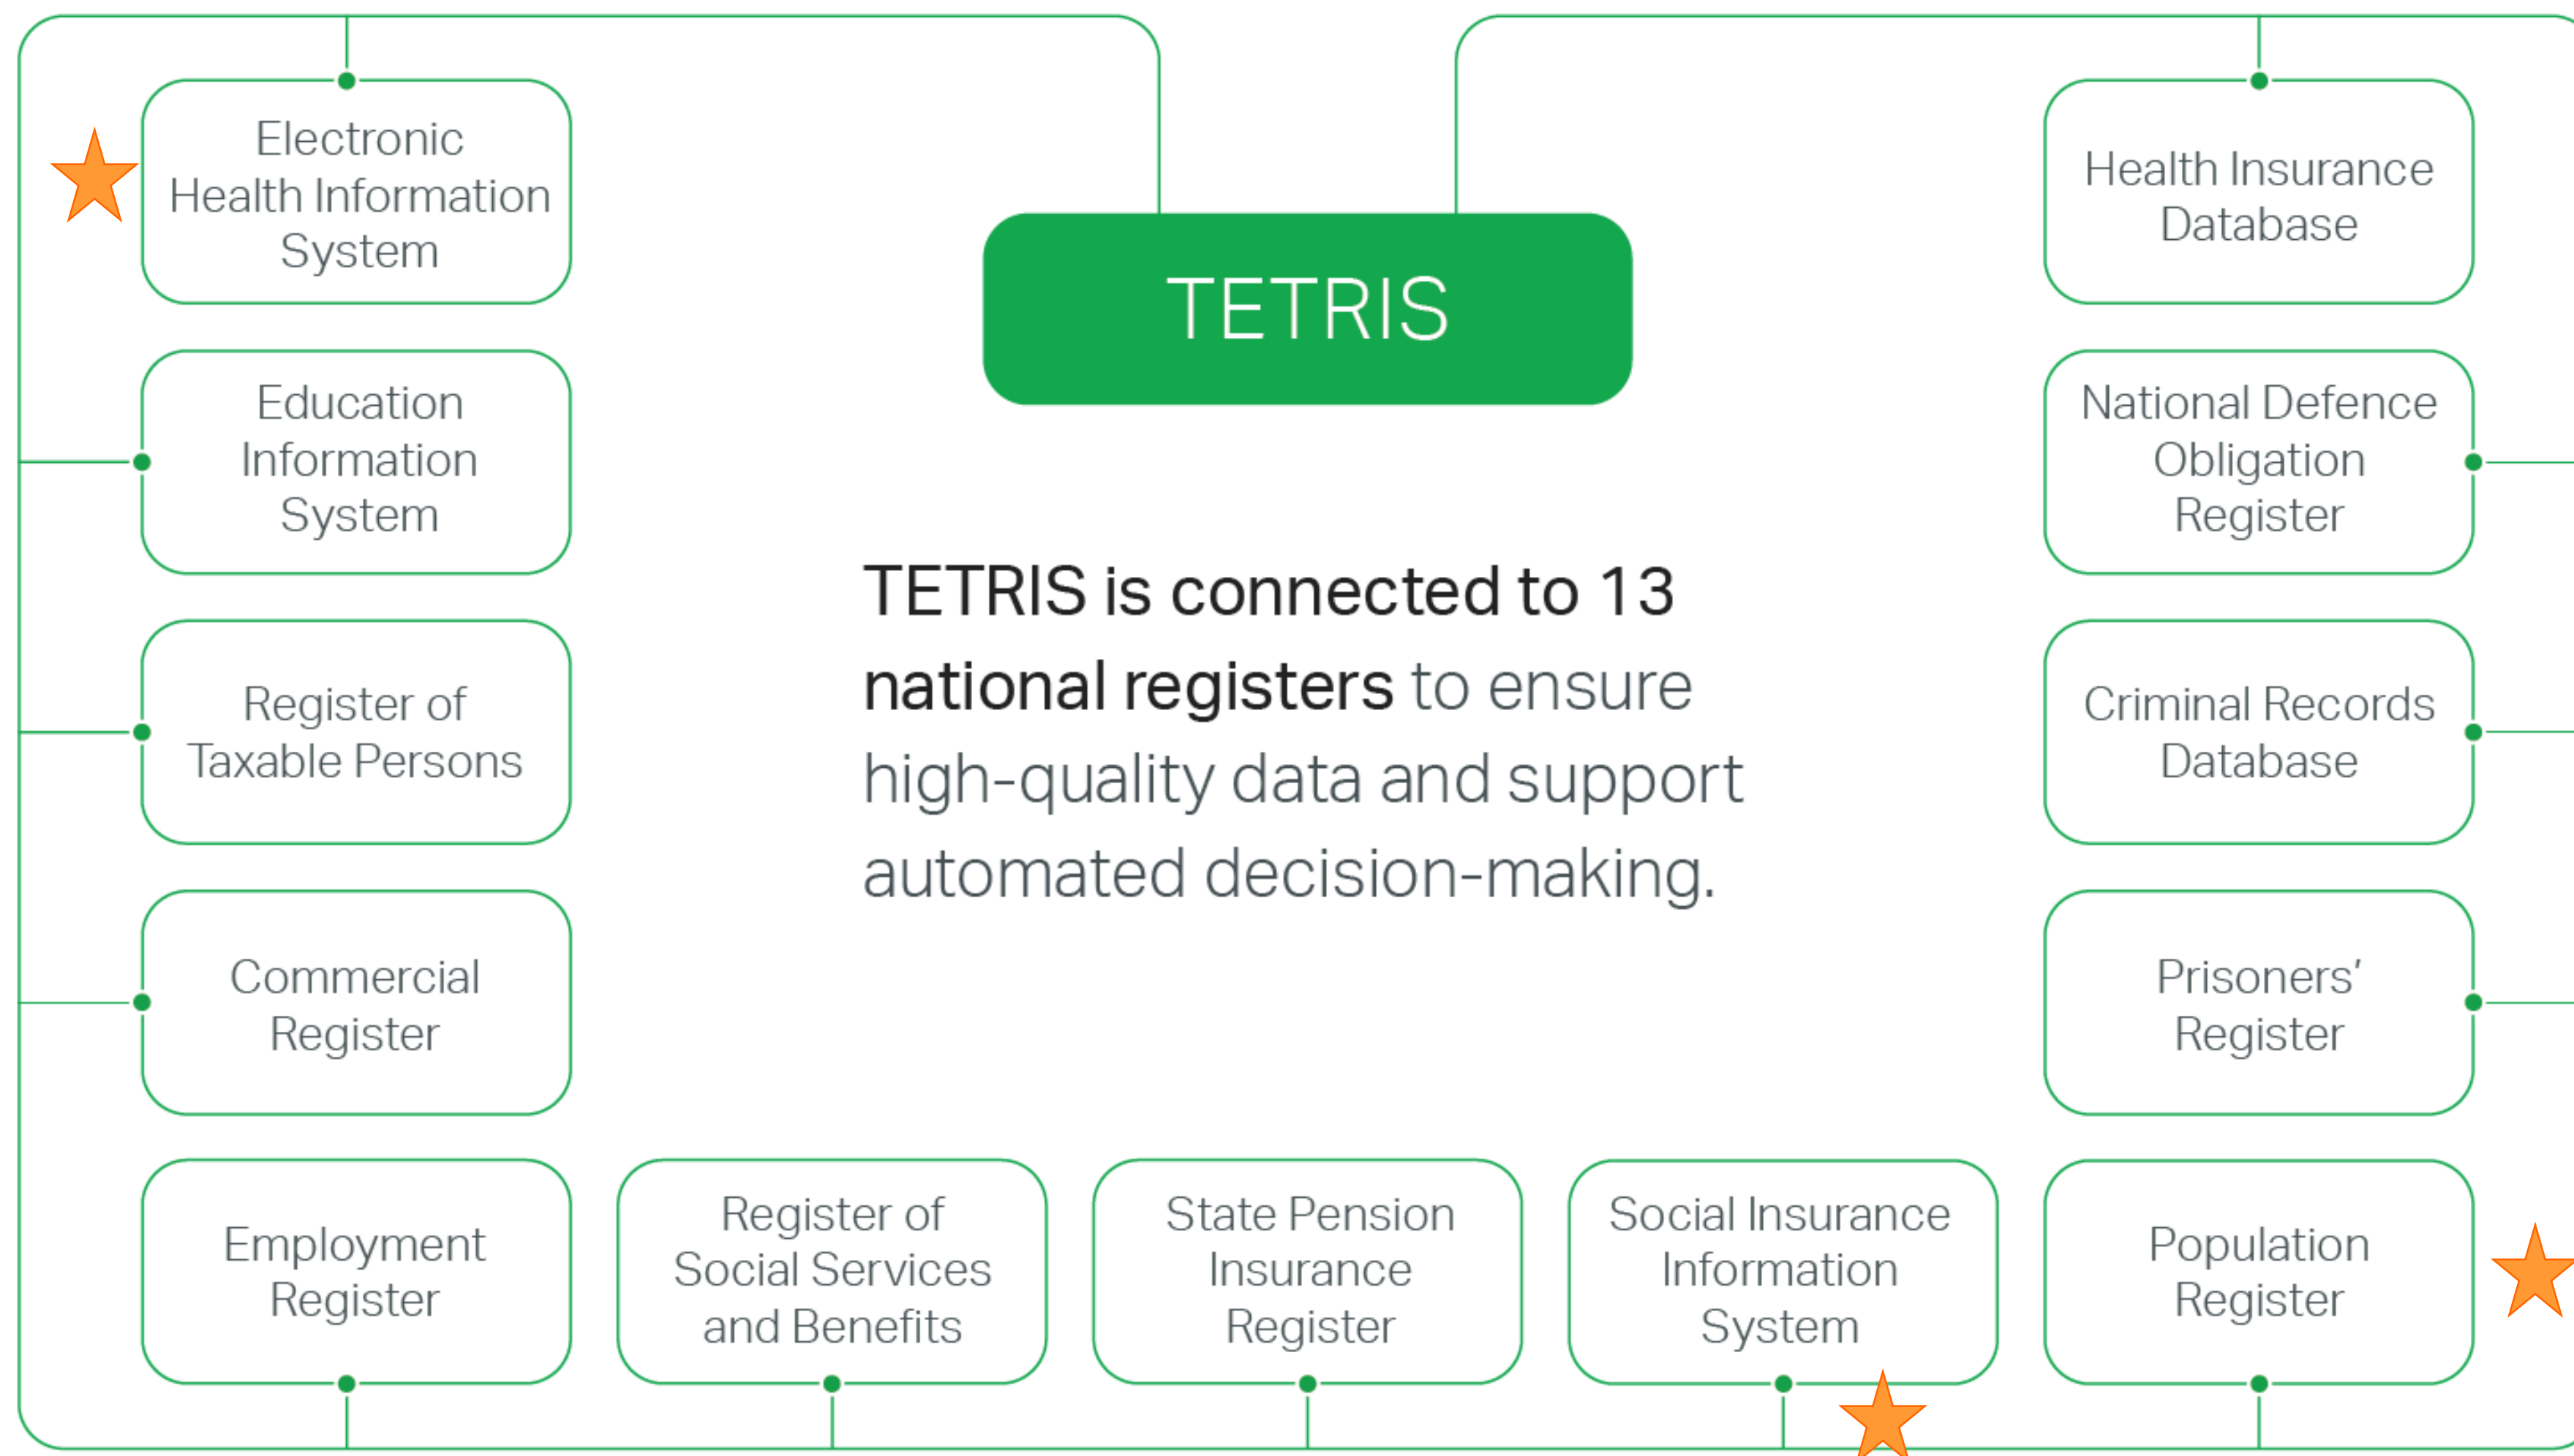 Electronic
Health Information
System
Education
Information
System
Register of
Taxable Persons
Commercial
Register
Employment
Register
Register of
Social Services
and Benefits
State Pension
Insurance
Register
Social Insurance
Information
System
Population
Register
Prisoners’
Register
Criminal Records
Database
National Defence
Obligation
Register
Health Insurance
Database
TETRIS
TETRIS is connected to 13
national registers to ensure
high-quality data and support
automated decision-making.